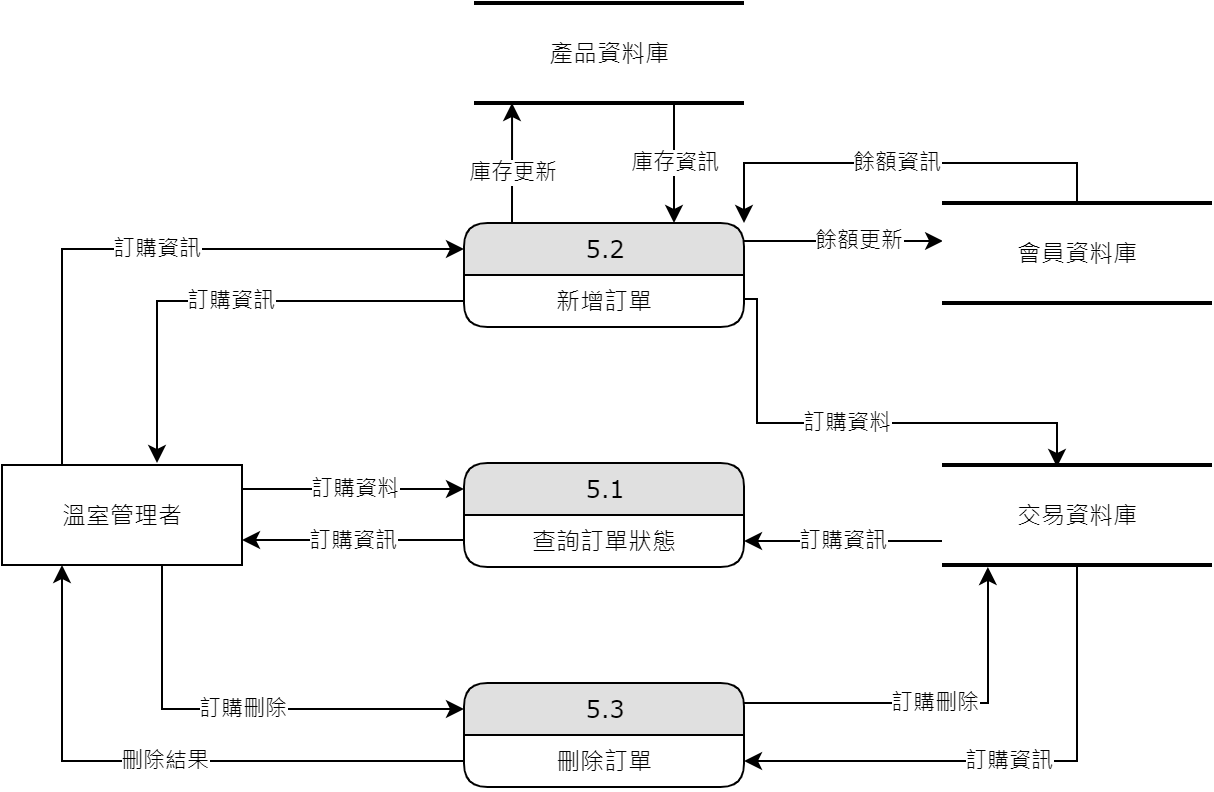 產品資料庫
庫存更新
庫存資訊
餘額資訊
訂購資訊
5.2
餘額更新
會員資料庫
訂購資訊
新增訂單
訂購資料
溫室管理者
訂購資料
5.1
交易資料庫
訂購資訊
查詢訂單狀態
訂購資訊
訂購刪除
5.3
訂購刪除
刪除結果
刪除訂單
訂購資訊